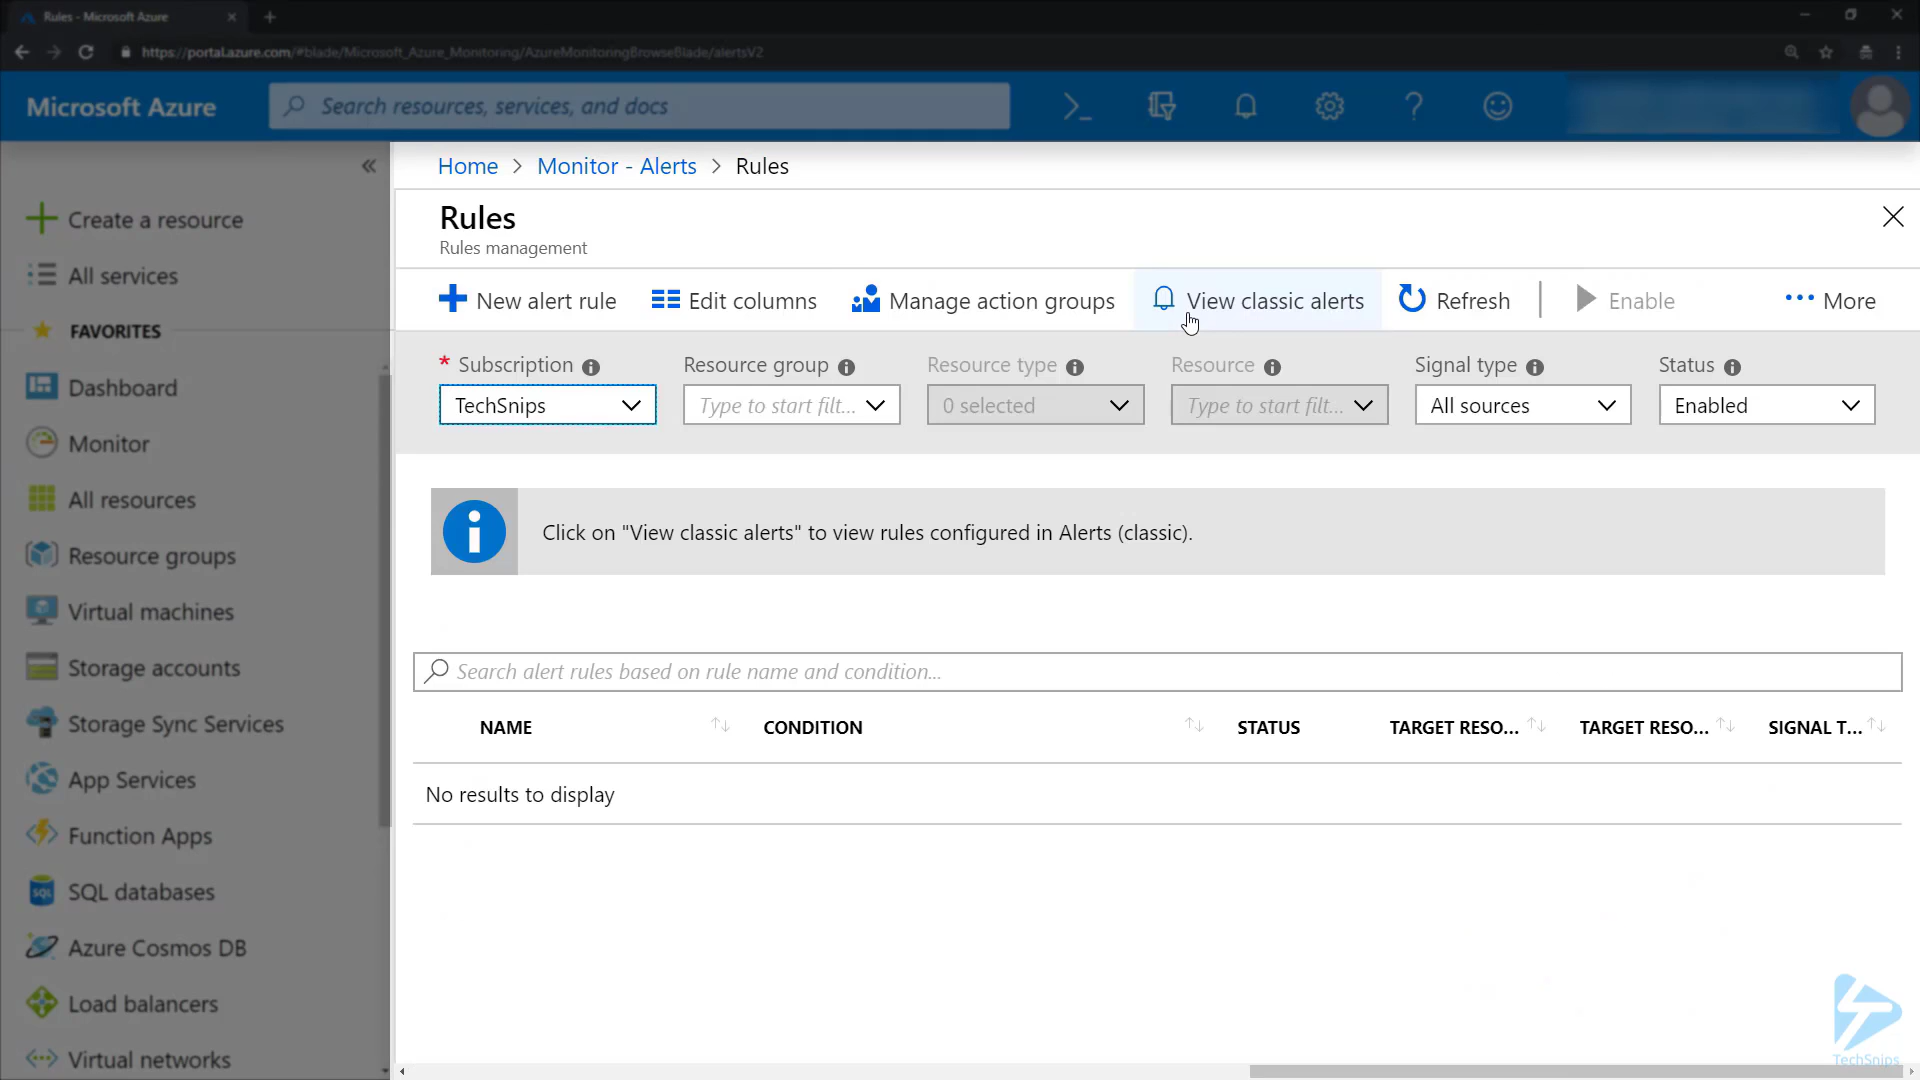 Rules - Microsoft Azure
https://portal.azure.com/#blade/Microsoft_Azure_Monitoring/AzureMonitoringBrowseBlade/alertsV2
Microsoft Azure
Search resources, services, and docs
Create a resource
All services
FAVORITES
Dashboard
Monitor
All resources
Resource groups
Virtual machines
Storage accounts
Storage Sync Services
App Services
Function Apps
SQL databases
Azure Cosmos DB
Load balancers
Virtual networks
Home > Monitor - Alerts > Rules
Rules
Rules management
New alert rule Edit columns Manage action groups View classic alerts Refresh Enable ••• More
* Subscription Resource group Resource type Resource Signal type Status
TechSnips Type to start filt... 0 selected Type to start filt... All sources Enabled
Click on "View classic alerts" to view rules configured in Alerts (classic).
Search alert rules based on rule name and condition...
NAME CONDITION STATUS TARGET RESO... TARGET RESO... SIGNAL T...
No results to display
TechSnips